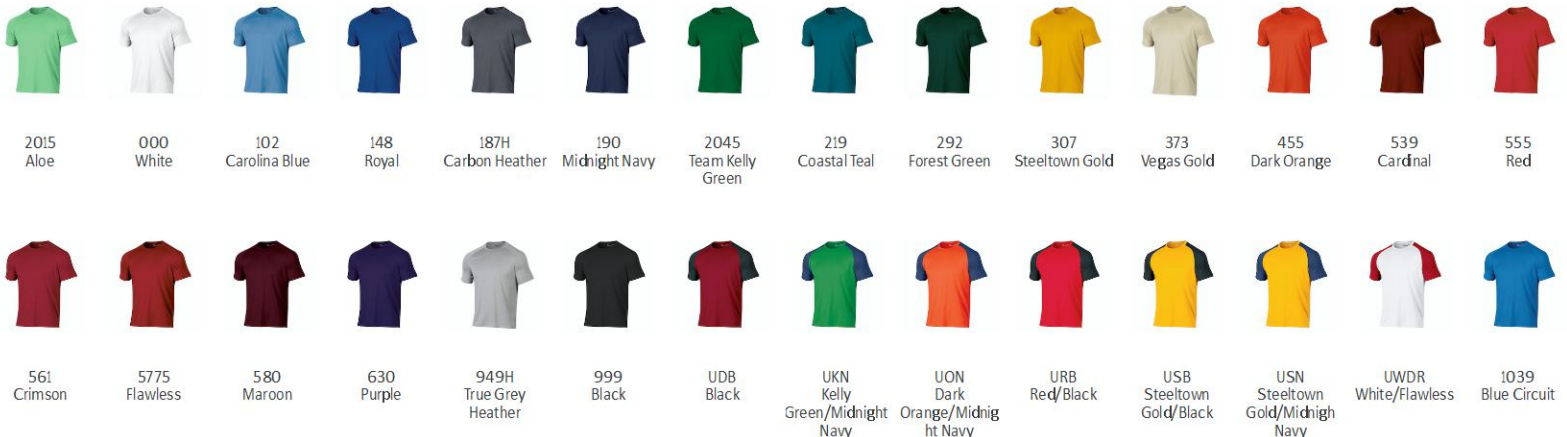 2015
Aloe
000
White
102
Carolina Blue
148
Royal
187H
Carbon Heather
190
Midnight Navy
2045
Team Kelly
Green
219
Coastal Teal
292
Forest Green
307
Steeltown Gold
373
Vegas Gold
455
Dark Orange
539
Cardinal
555
Red
561
Crimson
5775
Flawless
580
Maroon
630
Purple
949H
True Grey
Heather
999
Black
UDB
Black
UKN
Kelly
Green/Midnight
Navy
UON
Dark
Orange/Midnig
ht Navy
URB
Red/Black
USB
Steeltown
Gold/Black
USN
Steeltown
Gold/Midnigh
Navy
UWDR
White/Flawless
1039
Blue Circuit